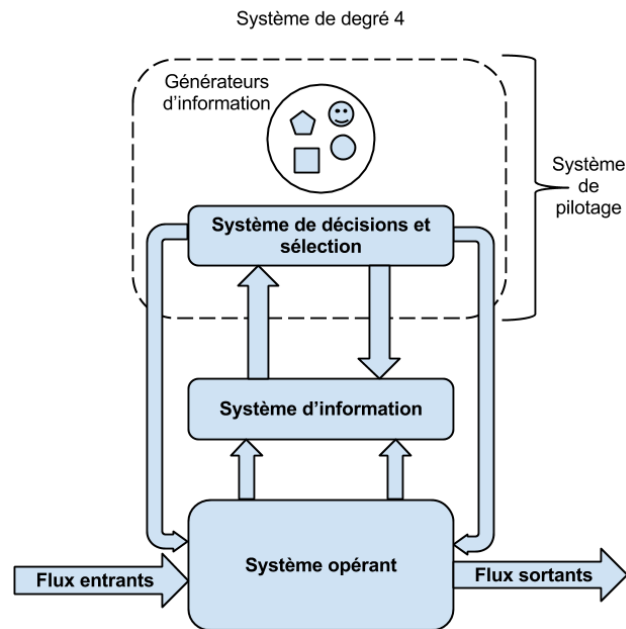 Système de degré 4
Générateurs
d'information
Système
de
pilotage
Système de décisions et
sélection
Système d'information
Système opérant
Flux entrants
Flux sortants